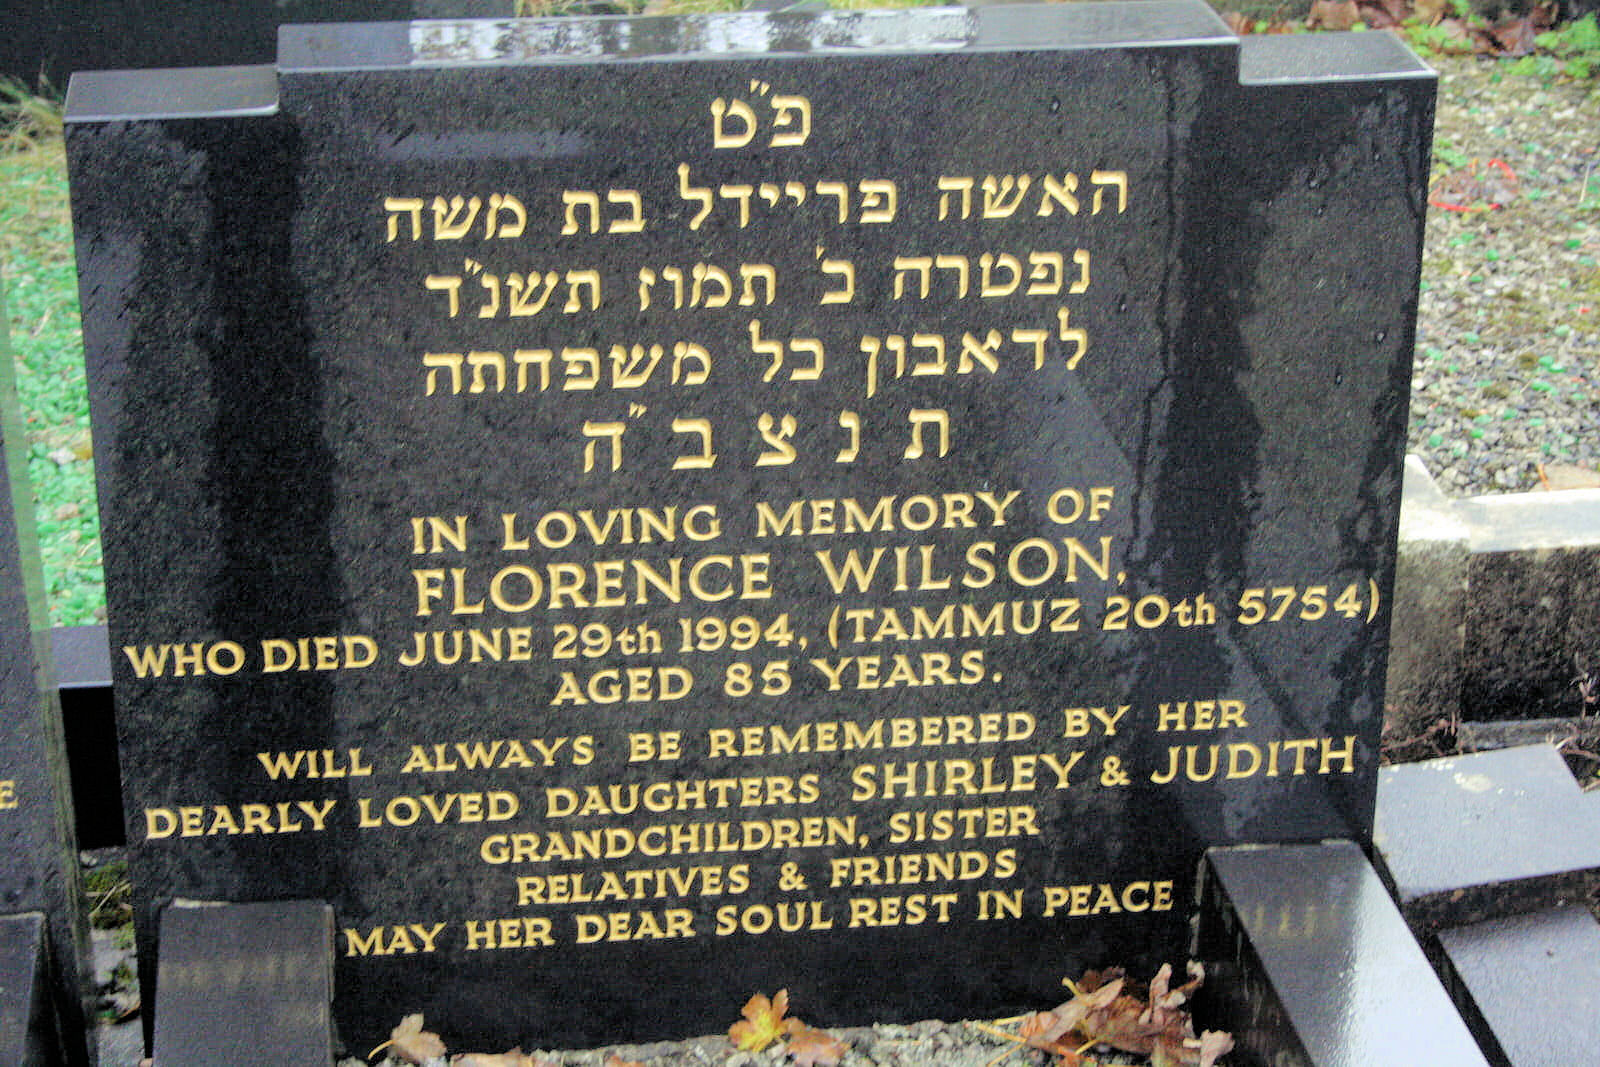 פ"ט
האשה פריידל בת משה
נפטרה כ' תמוז תשנ"ד
לדאבון כל משפחתה
ת נ צ ב"ה
IN LOVING MEMORY OF
FLORENCE WILSON,
WHO DIED JUNE 29th 1994, (TAMMUZ 20th 5754)
AGED 85 YEARS.
WILL ALWAYS BE REMEMBERED BY HER
DEARLY LOVED DAUGHTERS SHIRLEY & JUDITH
GRANDCHILDREN, SISTER
RELATIVES & FRIENDS
MAY HER DEAR SOUL REST IN PEACE
E